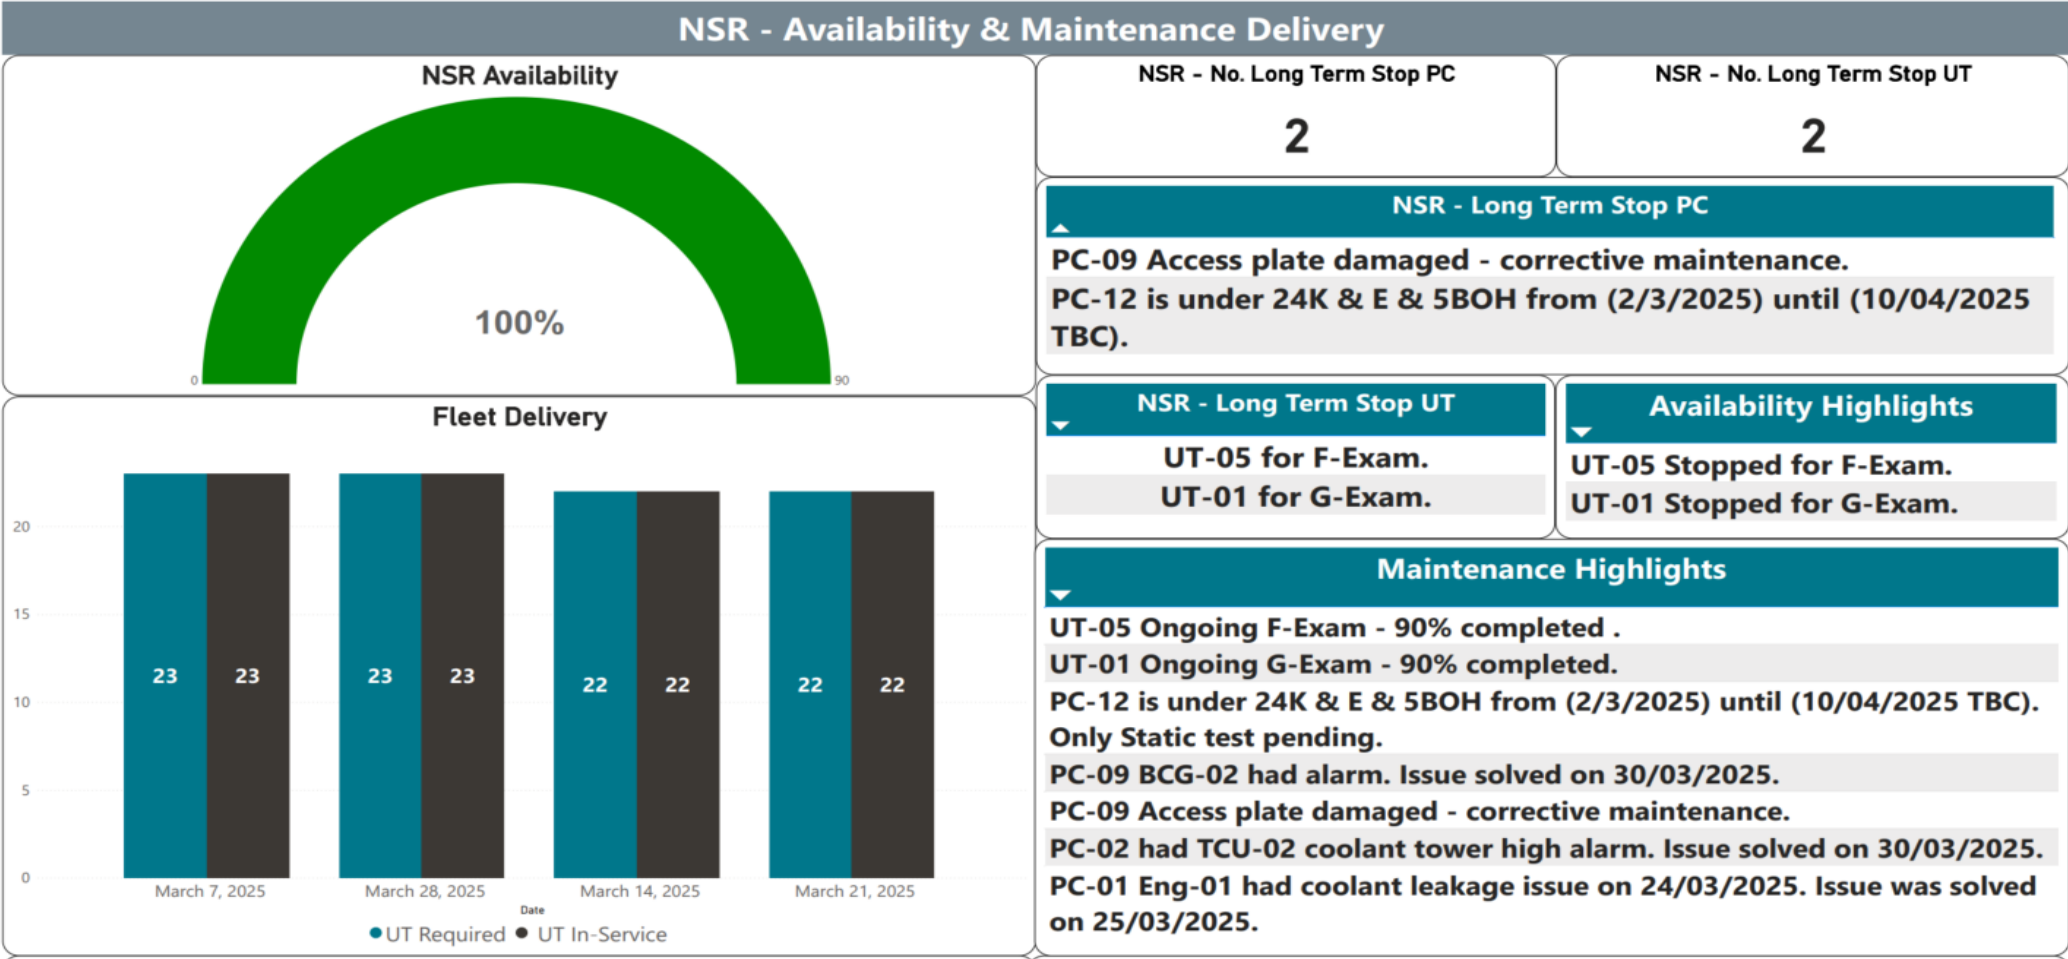 NSR - Availability & Maintenance Delivery
NSR Availability
100%
0
90
NSR - No. Long Term Stop PC
2
NSR - No. Long Term Stop UT
2
NSR - Long Term Stop PC
PC-09 Access plate damaged - corrective maintenance.
PC-12 is under 24K & E & 5BOH from (2/3/2025) until (10/04/2025
TBC).
Fleet Delivery
20
15
10
5
0
23
23
23
23
22
22
22
22
March 7, 2025
March 28, 2025
March 14, 2025
March 21, 2025
Date
UT Required
UT In-Service
NSR - Long Term Stop UT
UT-05 for F-Exam.
UT-01 for G-Exam.
Availability Highlights
UT-05 Stopped for F-Exam.
UT-01 Stopped for G-Exam.
Maintenance Highlights
UT-05 Ongoing F-Exam - 90% completed .
UT-01 Ongoing G-Exam - 90% completed.
PC-12 is under 24K & E & 5BOH from (2/3/2025) until (10/04/2025 TBC).
Only Static test pending.
PC-09 BCG-02 had alarm. Issue solved on 30/03/2025.
PC-09 Access plate damaged - corrective maintenance.
PC-02 had TCU-02 coolant tower high alarm. Issue solved on 30/03/2025.
PC-01 Eng-01 had coolant leakage issue on 24/03/2025. Issue was solved
on 25/03/2025.